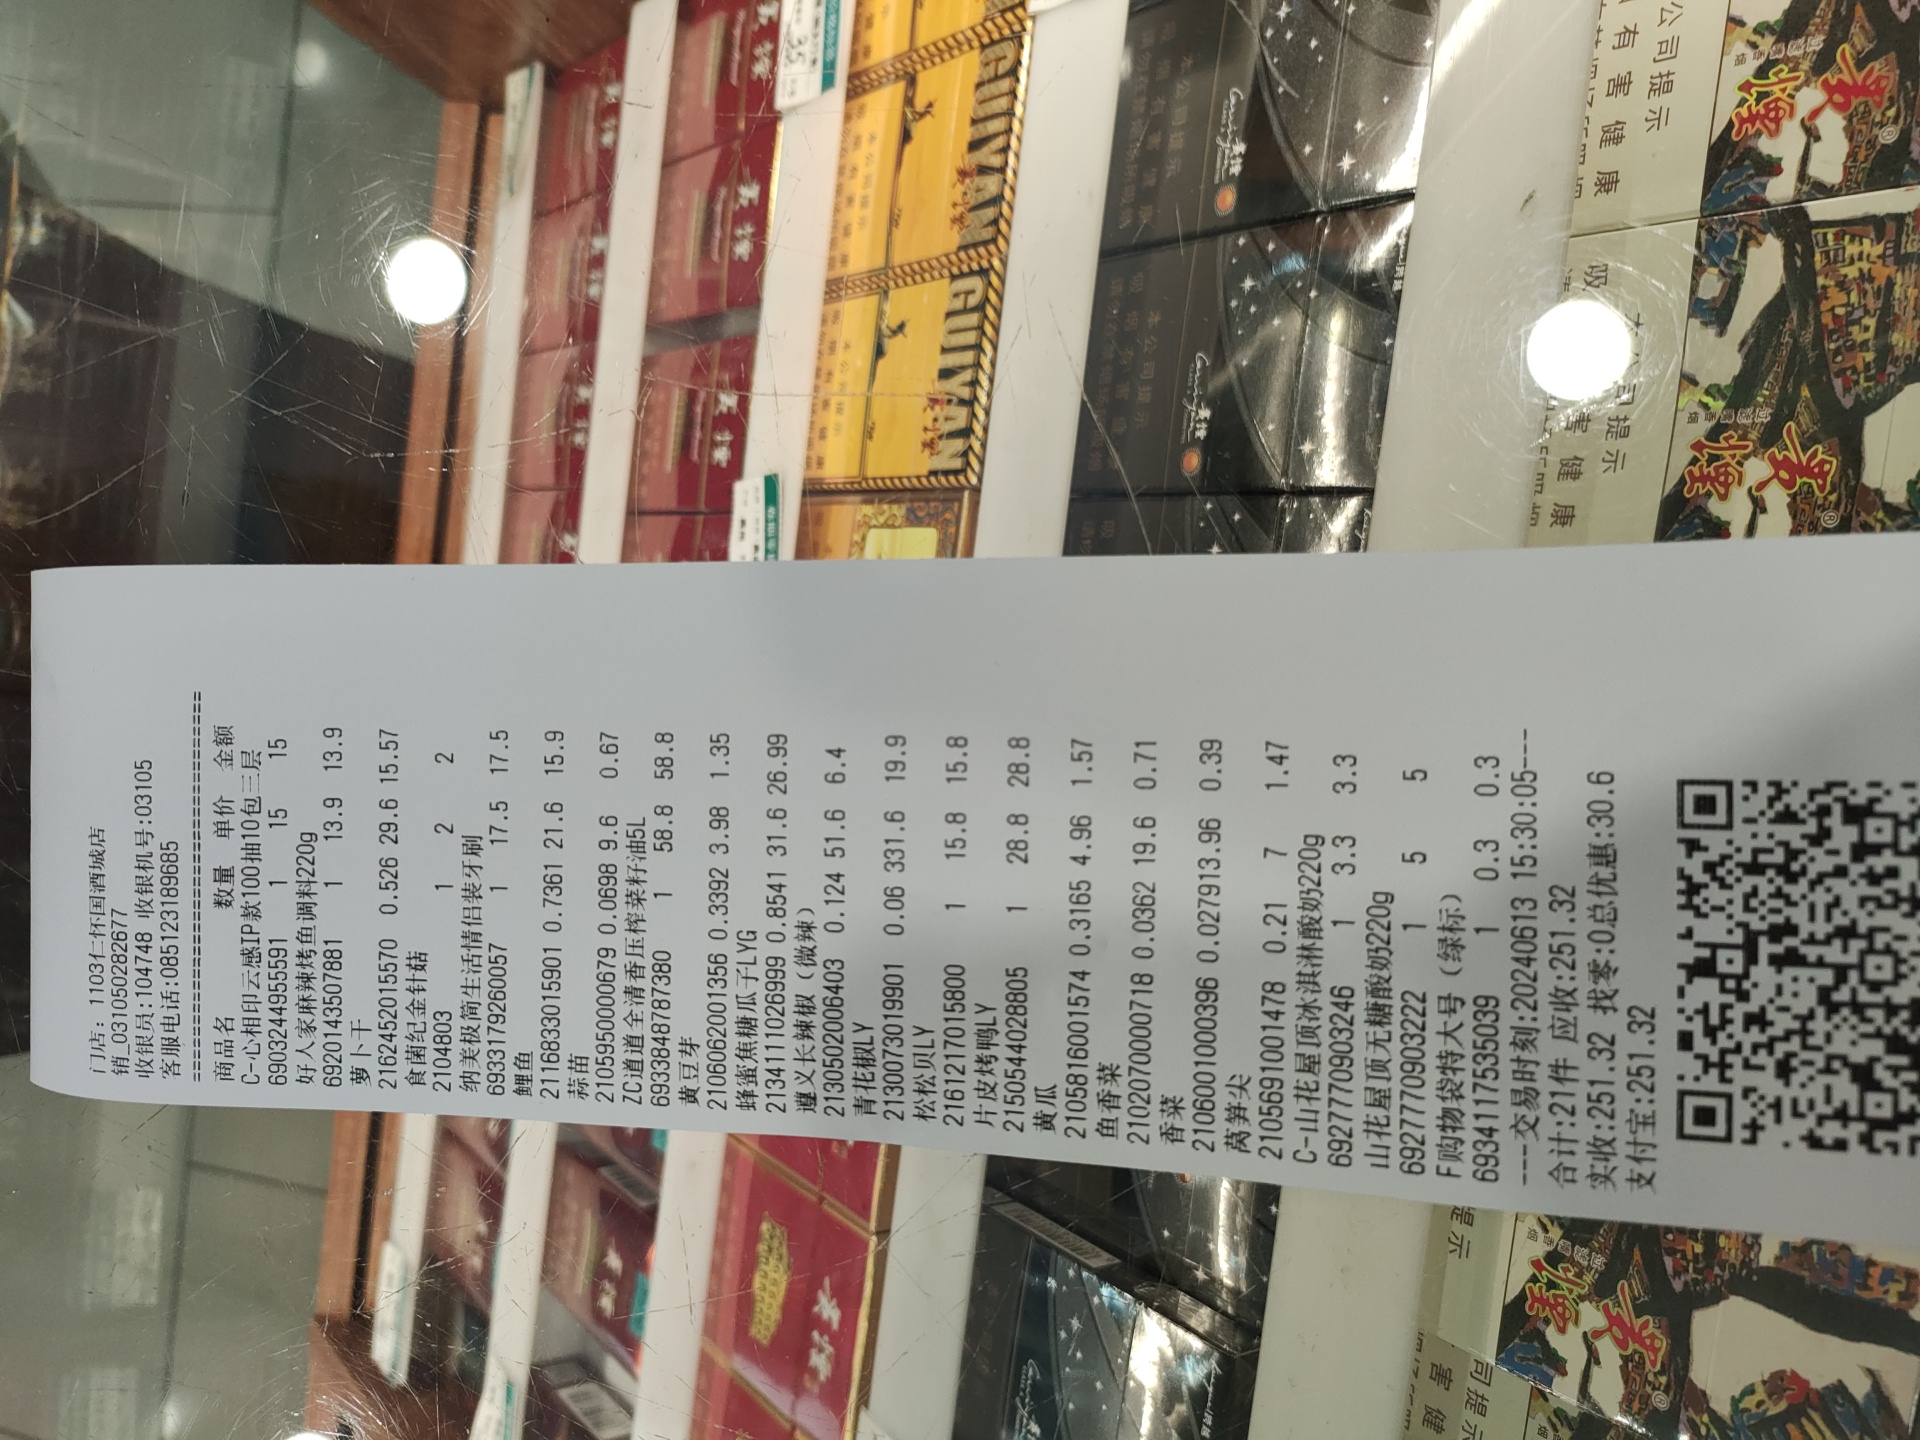 门店: 1103仁怀国酒城店
销_0310502822677
收银员:104748 收银机号:03105
客服电话:085123189685
================================
商品名 数量 单价 金额
C-心相印云感IP款100抽10包三层
6903244955591 1 15 15
好人家麻辣烤鱼调料220g
6920143507881 1 13.9 13.9
萝卜干
2162452015570 0.526 29.6 15.57
食菌纪金针菇
2104803 1 2 2
纳美极简生活情侣装牙刷
6933179260057 1 17.5 17.5
鲤鱼
2116833015901 0.7361 21.6 15.9
蒜苗
2105950000679 0.0698 9.6 0.67
ZC道道全清香压榨菜籽油5L
6933848787380 1 58.8 58.8
黄豆芽
2106062001356 0.3392 3.98 1.35
蜂蜜焦糖瓜子LYG
2134111026999 0.8541 31.6 26.99
遵义长辣椒（微辣）
2130502006403 0.124 51.6 6.4
青花椒LY
2130073019901 0.06 331.6 19.9
松松贝LY
2161217015800 1 15.8 15.8
片皮烤鸭LY
2150544028805 1 28.8 28.8
黄瓜
2105816001574 0.3165 4.96 1.57
鱼香菜
2102070000718 0.0362 19.6 0.71
香菜
2106001000396 0.027913.96 0.39
莴笋尖
2105691001478 0.21 7 1.47
C-山花屋顶冰淇淋酸奶220g
6927770903246 1 3.3 3.3
山花屋顶无糖酸奶220g
6927770903222 1 5 5
F购物袋特大号（绿标）
6934117535039 1 0.3 0.3
---交易时刻:20240613 15:30:05---
合计:21件 应收:251.32
实收:251.32 找零:0总优惠:30.6
支付宝:251.32
GUIYAN
GUIYAN
35
公司提示
有害健康